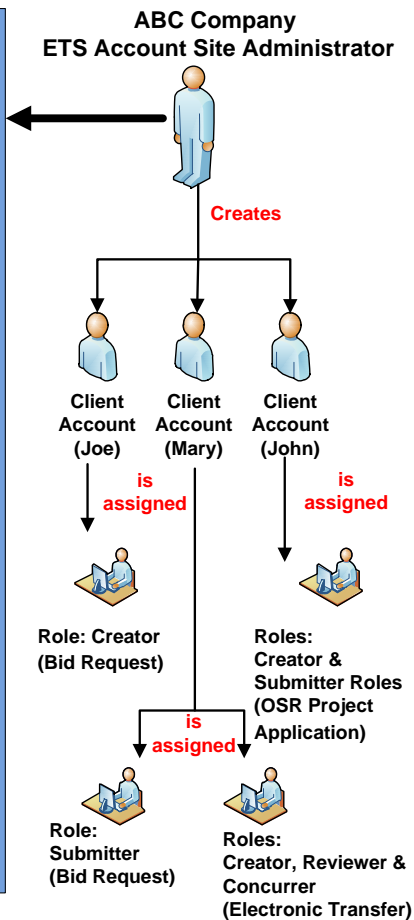 ABC Company
ETS Account Site Administrator
Creates
Client
Account
(Joe)
Client
Account
(Mary)
Client
Account
(John)
is
assigned
is
assigned
Role: Creator
(Bid Request)
Roles:
Creator &
Submitter Roles
(OSR Project
Application)
is
assigned
Role:
Submitter
(Bid Request)
Roles:
Creator, Reviewer &
Concurrer
(Electronic Transfer)